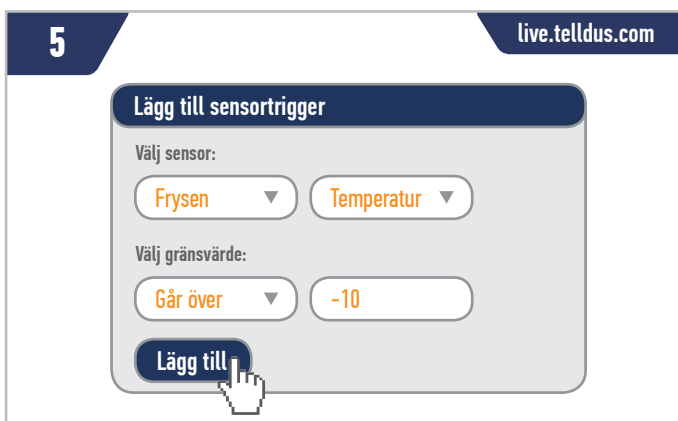 5
live.telldus.com
Lägg till sensortrigger
Välj sensor:
Frysen Temperatur
Välj gränsvärde:
Går över -10
Lägg till